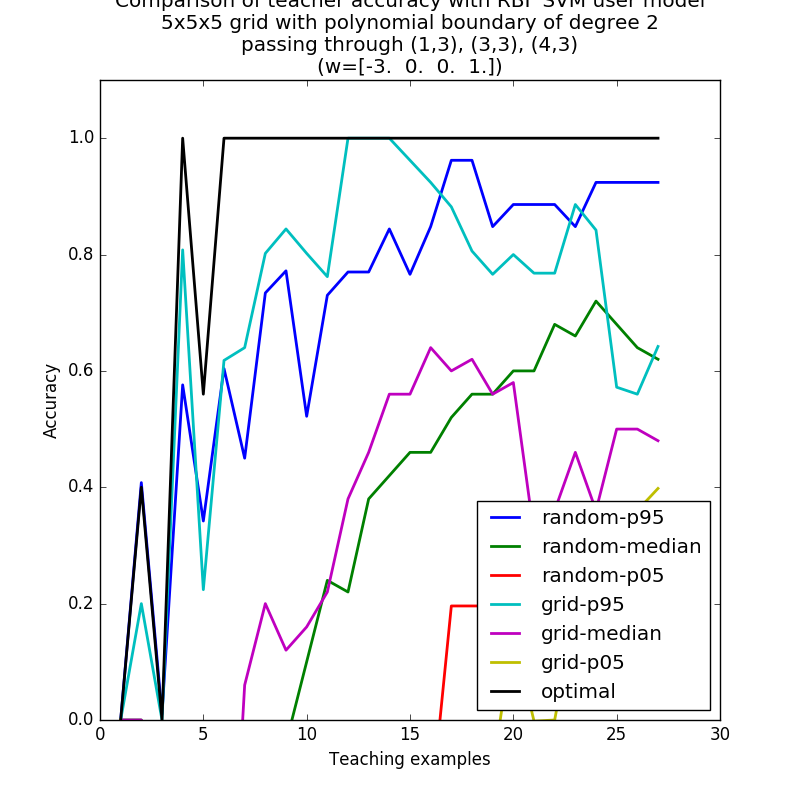 Comparison of teacher accuracy with RBF SVM user model
5x5x5 grid with polynomial boundary of degree 2
passing through (1,3), (3,3), (4,3)
(w=[-3. 0. 0. 1.])
1.0
0.8
0.6
0.4
0.2
0.0
Accuracy
0 5 10 15 20 25 30
Teaching examples
random-p95
random-median
random-p05
grid-p95
grid-median
grid-p05
optimal